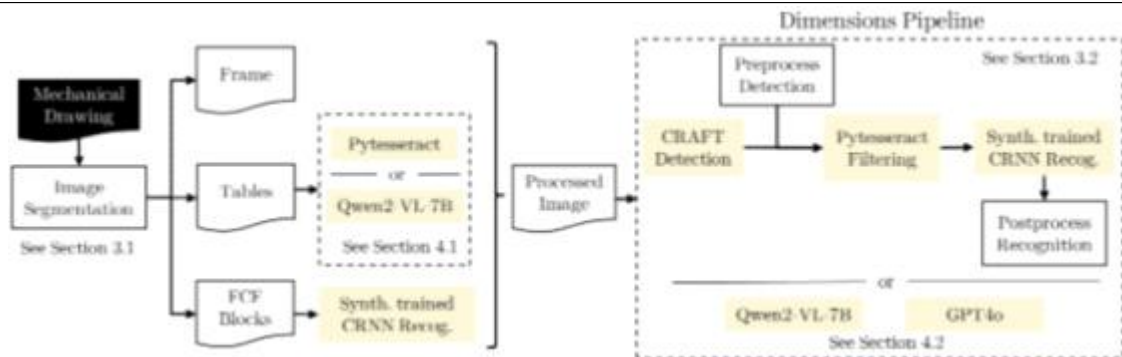 Dimensions Pipeline
Mechanical
Drawing
Image
Segmentation
See Section 3.1
Frame
Tables
FCF
Blocks
Pytesseract
or
Qwen2-VL-7B
See Section 4.1
Synth. trained
CRNN Recog.
Processed
Image
Preprocess
Detection
See Section 3.2
CRAFT
Detection
Pytesseract
Filtering
Synth. trained
CRNN Recog.
Postprocess
Recognition
or
Qwen2-VL-7B
GPT4o
See Section 4.2